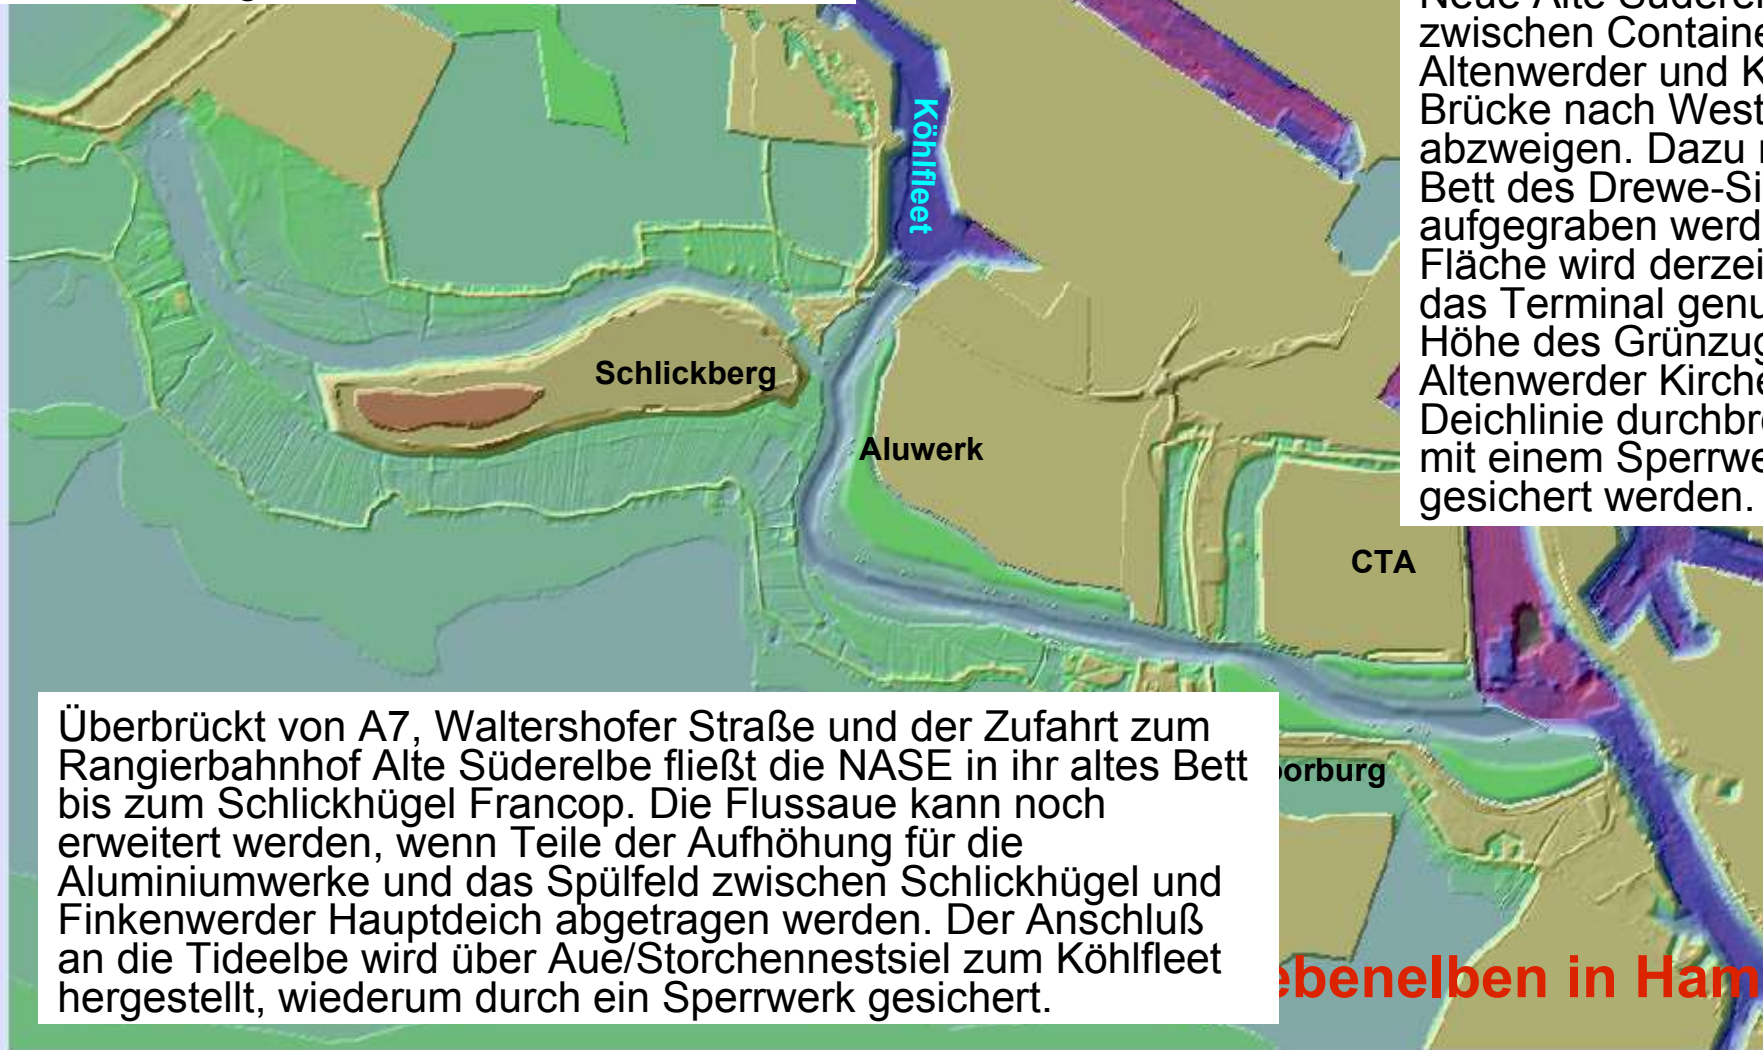 Neue Alte Süderel
zwischen Containe
Altenwerder und K
Brücke nach West
abzweigen. Dazu
Bett des Drewe-Si
aufgegraben werd
Fläche wird derzei
das Terminal genu
Höhe des Grünzug
Altenwerder Kirche
Deichlinie durchbr
mit einem Sperrwe
gesichert werden.
Köhlfleet
Schlickberg
Aluwerk
CTA
orburg
Überbrückt von A7, Waltershofer Straße und der Zufahrt zum
Rangierbahnhof Alte Süderelbe fließt die NASE in ihr altes Bett
bis zum Schlickhügel Francop. Die Flussaue kann noch
erweitert werden, wenn Teile der Aufhöhung für die
Aluminiumwerke und das Spülfeld zwischen Schlickhügel und
Finkenwerder Hauptdeich abgetragen werden. Der Anschluß
an die Tideelbe wird über Aue/Storchennestsiel zum Köhlfleet
hergestellt, wiederum durch ein Sperrwerk gesichert.
ebenelben in Ham